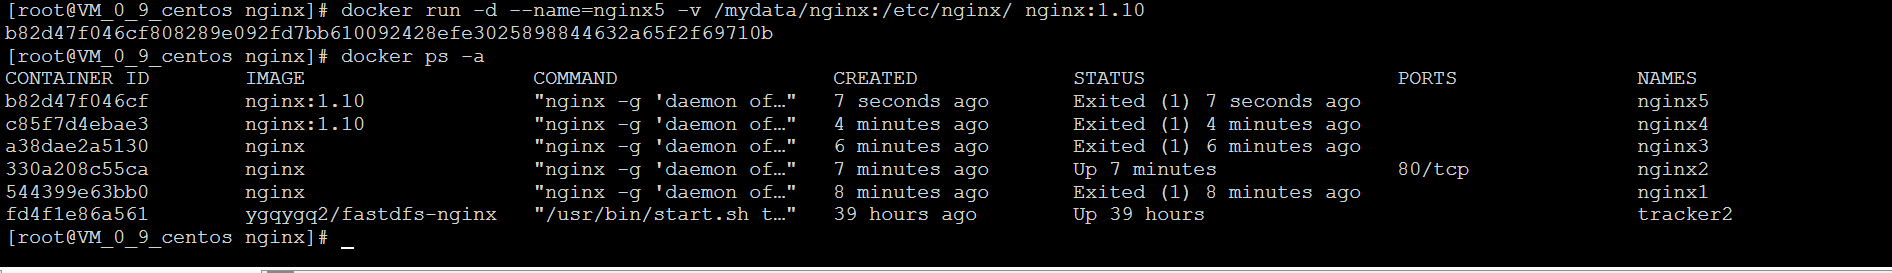 [root@VM_0_9_centos nginx]# docker run -d --name=nginx5 -v /mydata/nginx:/etc/nginx/ nginx:1.10
b82d47f046cf808289e092fd7bb610092428efe3025898844632a65f2f69710b
[root@VM_0_9_centos nginx]# docker ps -a
CONTAINER ID        IMAGE                   COMMAND                  CREATED             STATUS                     PORTS               NAMES
b82d47f046cf        nginx:1.10              "nginx -g 'daemon of…"   7 seconds ago       Exited (1) 7 seconds ago                       nginx5
c85f7d4ebae3        nginx:1.10              "nginx -g 'daemon of…"   4 minutes ago       Exited (1) 4 minutes ago                       nginx4
a38dae2a5130        nginx                   "nginx -g 'daemon of…"   6 minutes ago       Exited (1) 6 minutes ago                       nginx3
330a208c55ca        nginx                   "nginx -g 'daemon of…"   7 minutes ago       Up 7 minutes               80/tcp              nginx2
544399e63bb0        nginx                   "nginx -g 'daemon of…"   8 minutes ago       Exited (1) 8 minutes ago                       nginx1
fd4f1e86a561        ygqygq2/fastdfs-nginx   "/usr/bin/start.sh t…"   39 hours ago        Up 39 hours                                    tracker2
[root@VM_0_9_centos nginx]# _